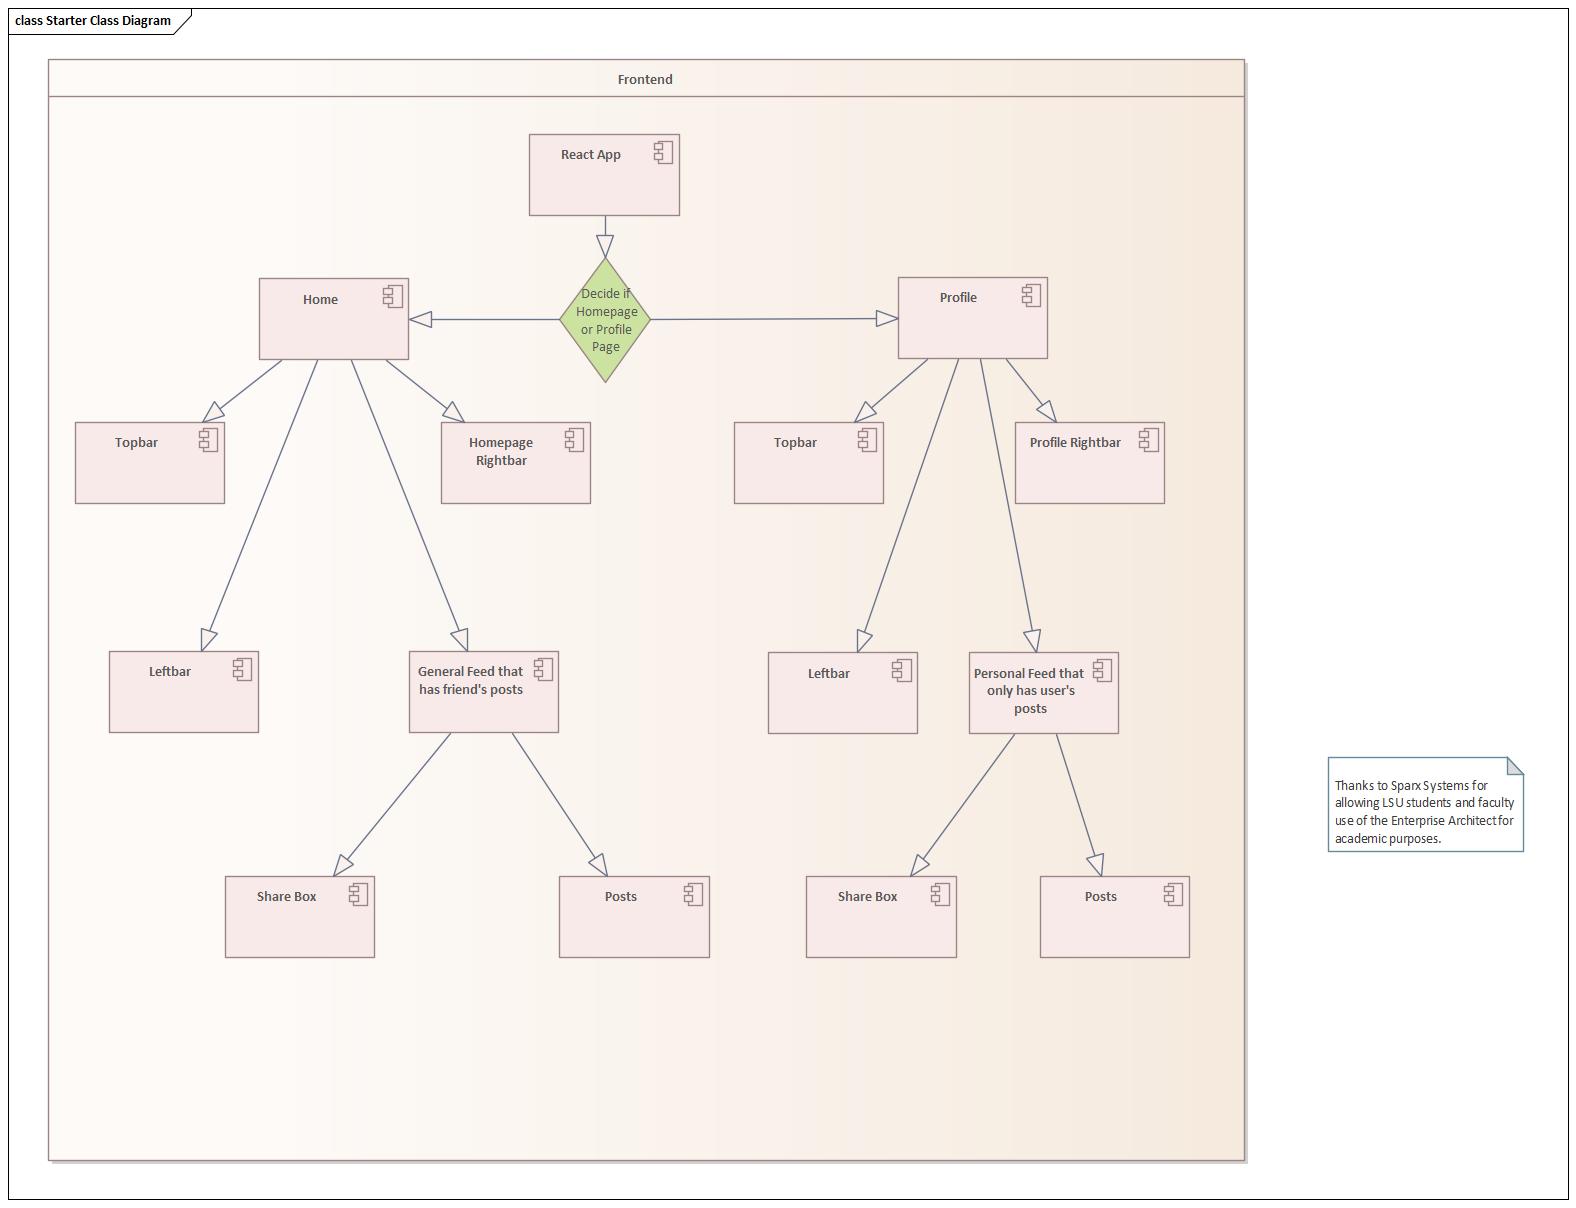 class Starter Class Diagram
Frontend
React App
Decide if
Homepage
or Profile
Page
Home
Profile
Topbar
Homepage
Rightbar
Topbar
Profile Rightbar
Leftbar
General Feed that
has friend's posts
Leftbar
Personal Feed that
only has user's
posts
Thanks to Sparx Systems for
allowing LSU students and faculty
use of the Enterprise Architect for
academic purposes.
Share Box
Posts
Share Box
Posts